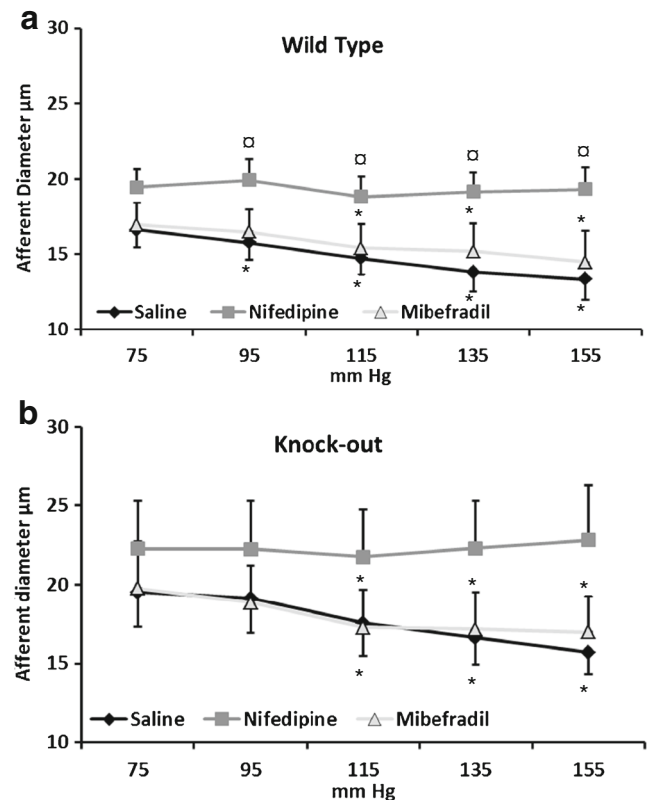 a
30
Wild Type
25
20
15
10
Afferent Diameter µm
¤ ¤ ¤ ¤
* * *
* * * *
Saline Nifedipine Mibefradil
75 95 115 135 155
mm Hg
b
30
Knock-out
25
20
15
10
Afferent diameter µm
* * *
* * *
Saline Nifedipine Mibefradil
75 95 115 135 155
mm Hg